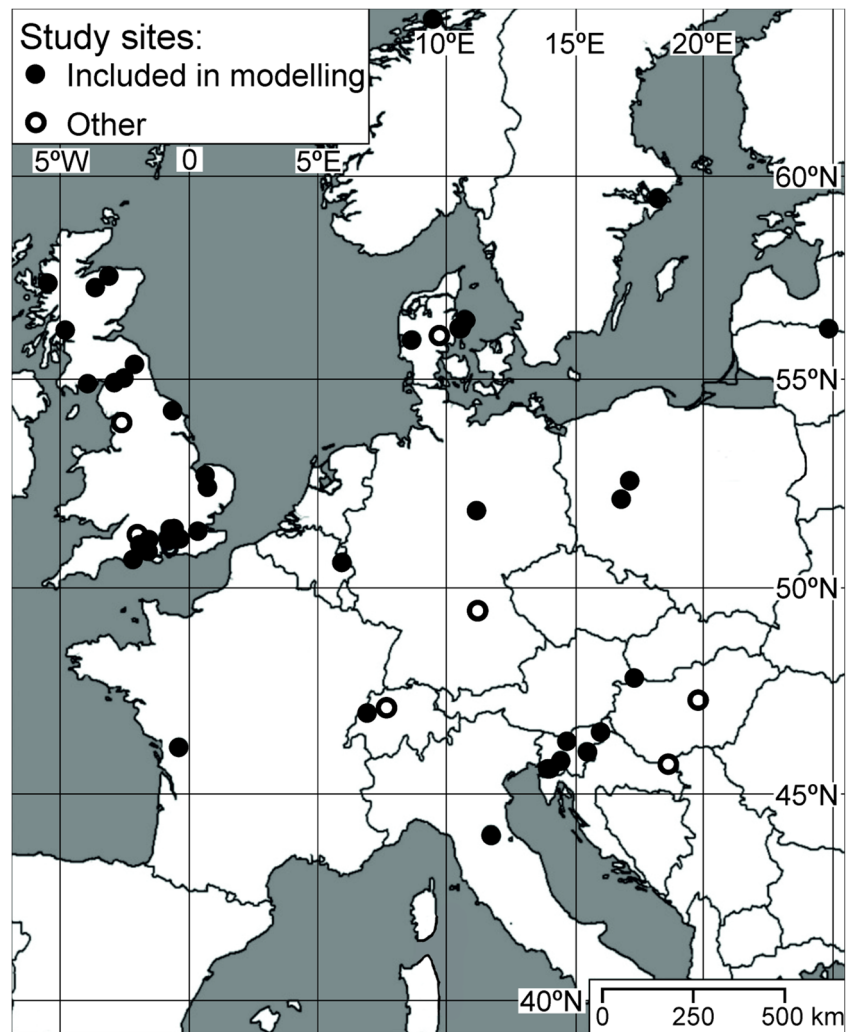 Study sites:
Included in modelling
Other
10ºE 15ºE 20ºE
5ºW 0 5ºE
60ºN
55ºN
50ºN
45ºN
40ºN
0 250 500 km